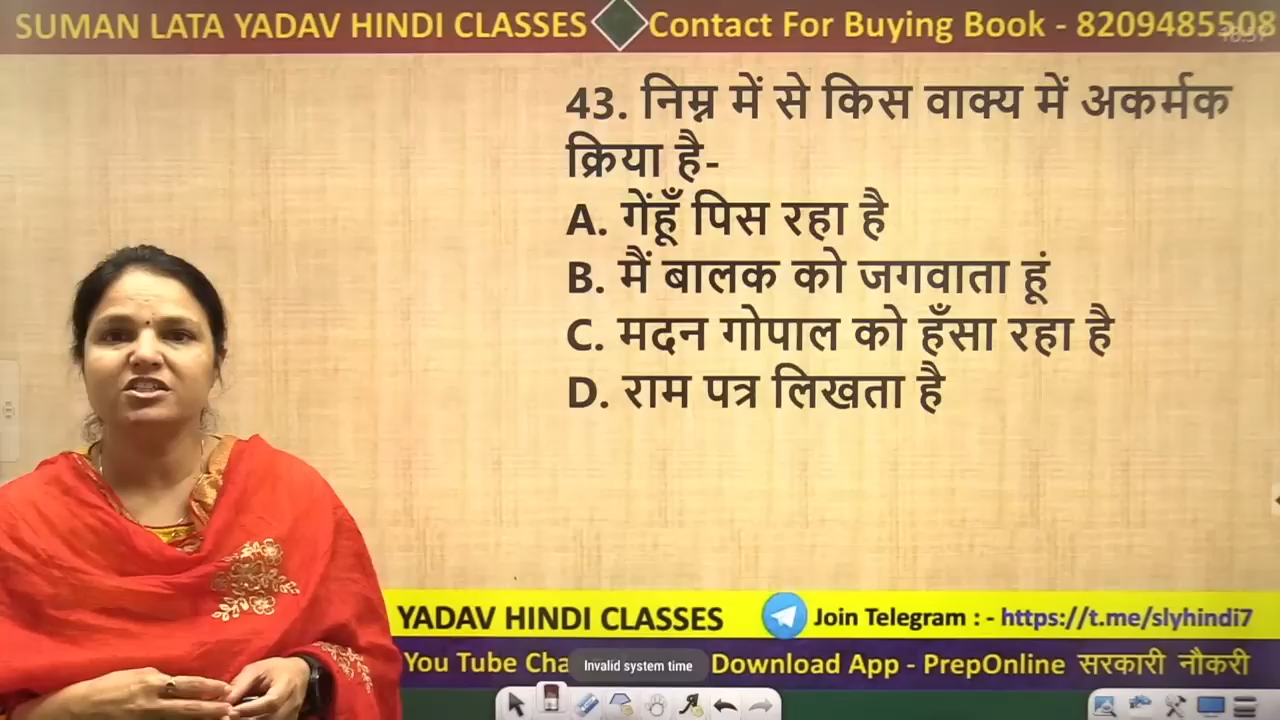 SUMAN LATA YADAV HINDI CLASSES Contact For Buying Book - 8209485508
43. निम्न में से किस वाक्य में अकर्मक
क्रिया है-
A. गेंहूँ पिस रहा है
B. मैं बालक को जगवाता हूं
C. मदन गोपाल को हँसा रहा है
D. राम पत्र लिखता है
YADAV HINDI CLASSES Join Telegram : - https://t.me/slyhindi7
You Tube Cha Invalid system time Download App - PrepOnline सरकारी नौकरी